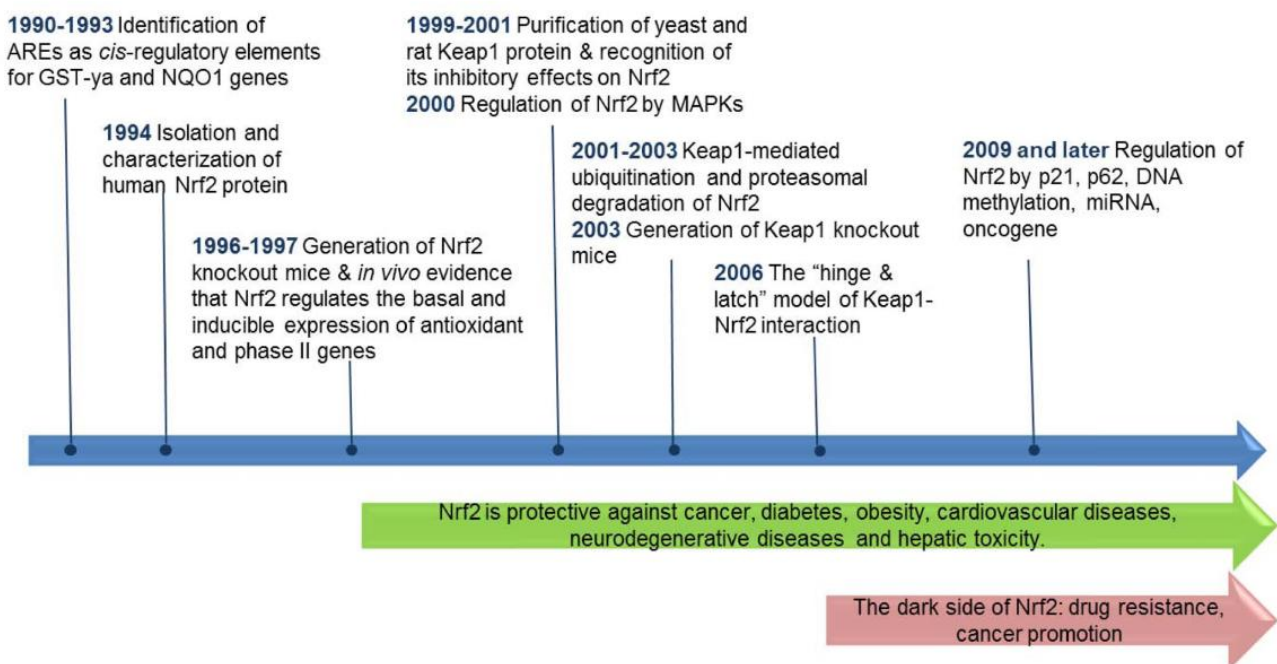 1990-1993 Identification of
AREs as cis-regulatory elements
for GST-ya and NQO1 genes
1994 Isolation and
characterization of
human Nrf2 protein
1996-1997 Generation of Nrf2
knockout mice & in vivo evidence
that Nrf2 regulates the basal and
inducible expression of antioxidant
and phase II genes
1999-2001 Purification of yeast and
rat Keap1 protein & recognition of
its inhibitory effects on Nrf2
2000 Regulation of Nrf2 by MAPKs
2001-2003 Keap1-mediated
ubiquitination and proteasomal
degradation of Nrf2
2003 Generation of Keap1 knockout
mice
2006 The “hinge &
latch” model of Keap1-
Nrf2 interaction
2009 and later Regulation of
Nrf2 by p21, p62, DNA
methylation, miRNA,
oncogene
Nrf2 is protective against cancer, diabetes, obesity, cardiovascular diseases,
neurodegenerative diseases and hepatic toxicity.
The dark side of Nrf2: drug resistance,
cancer promotion